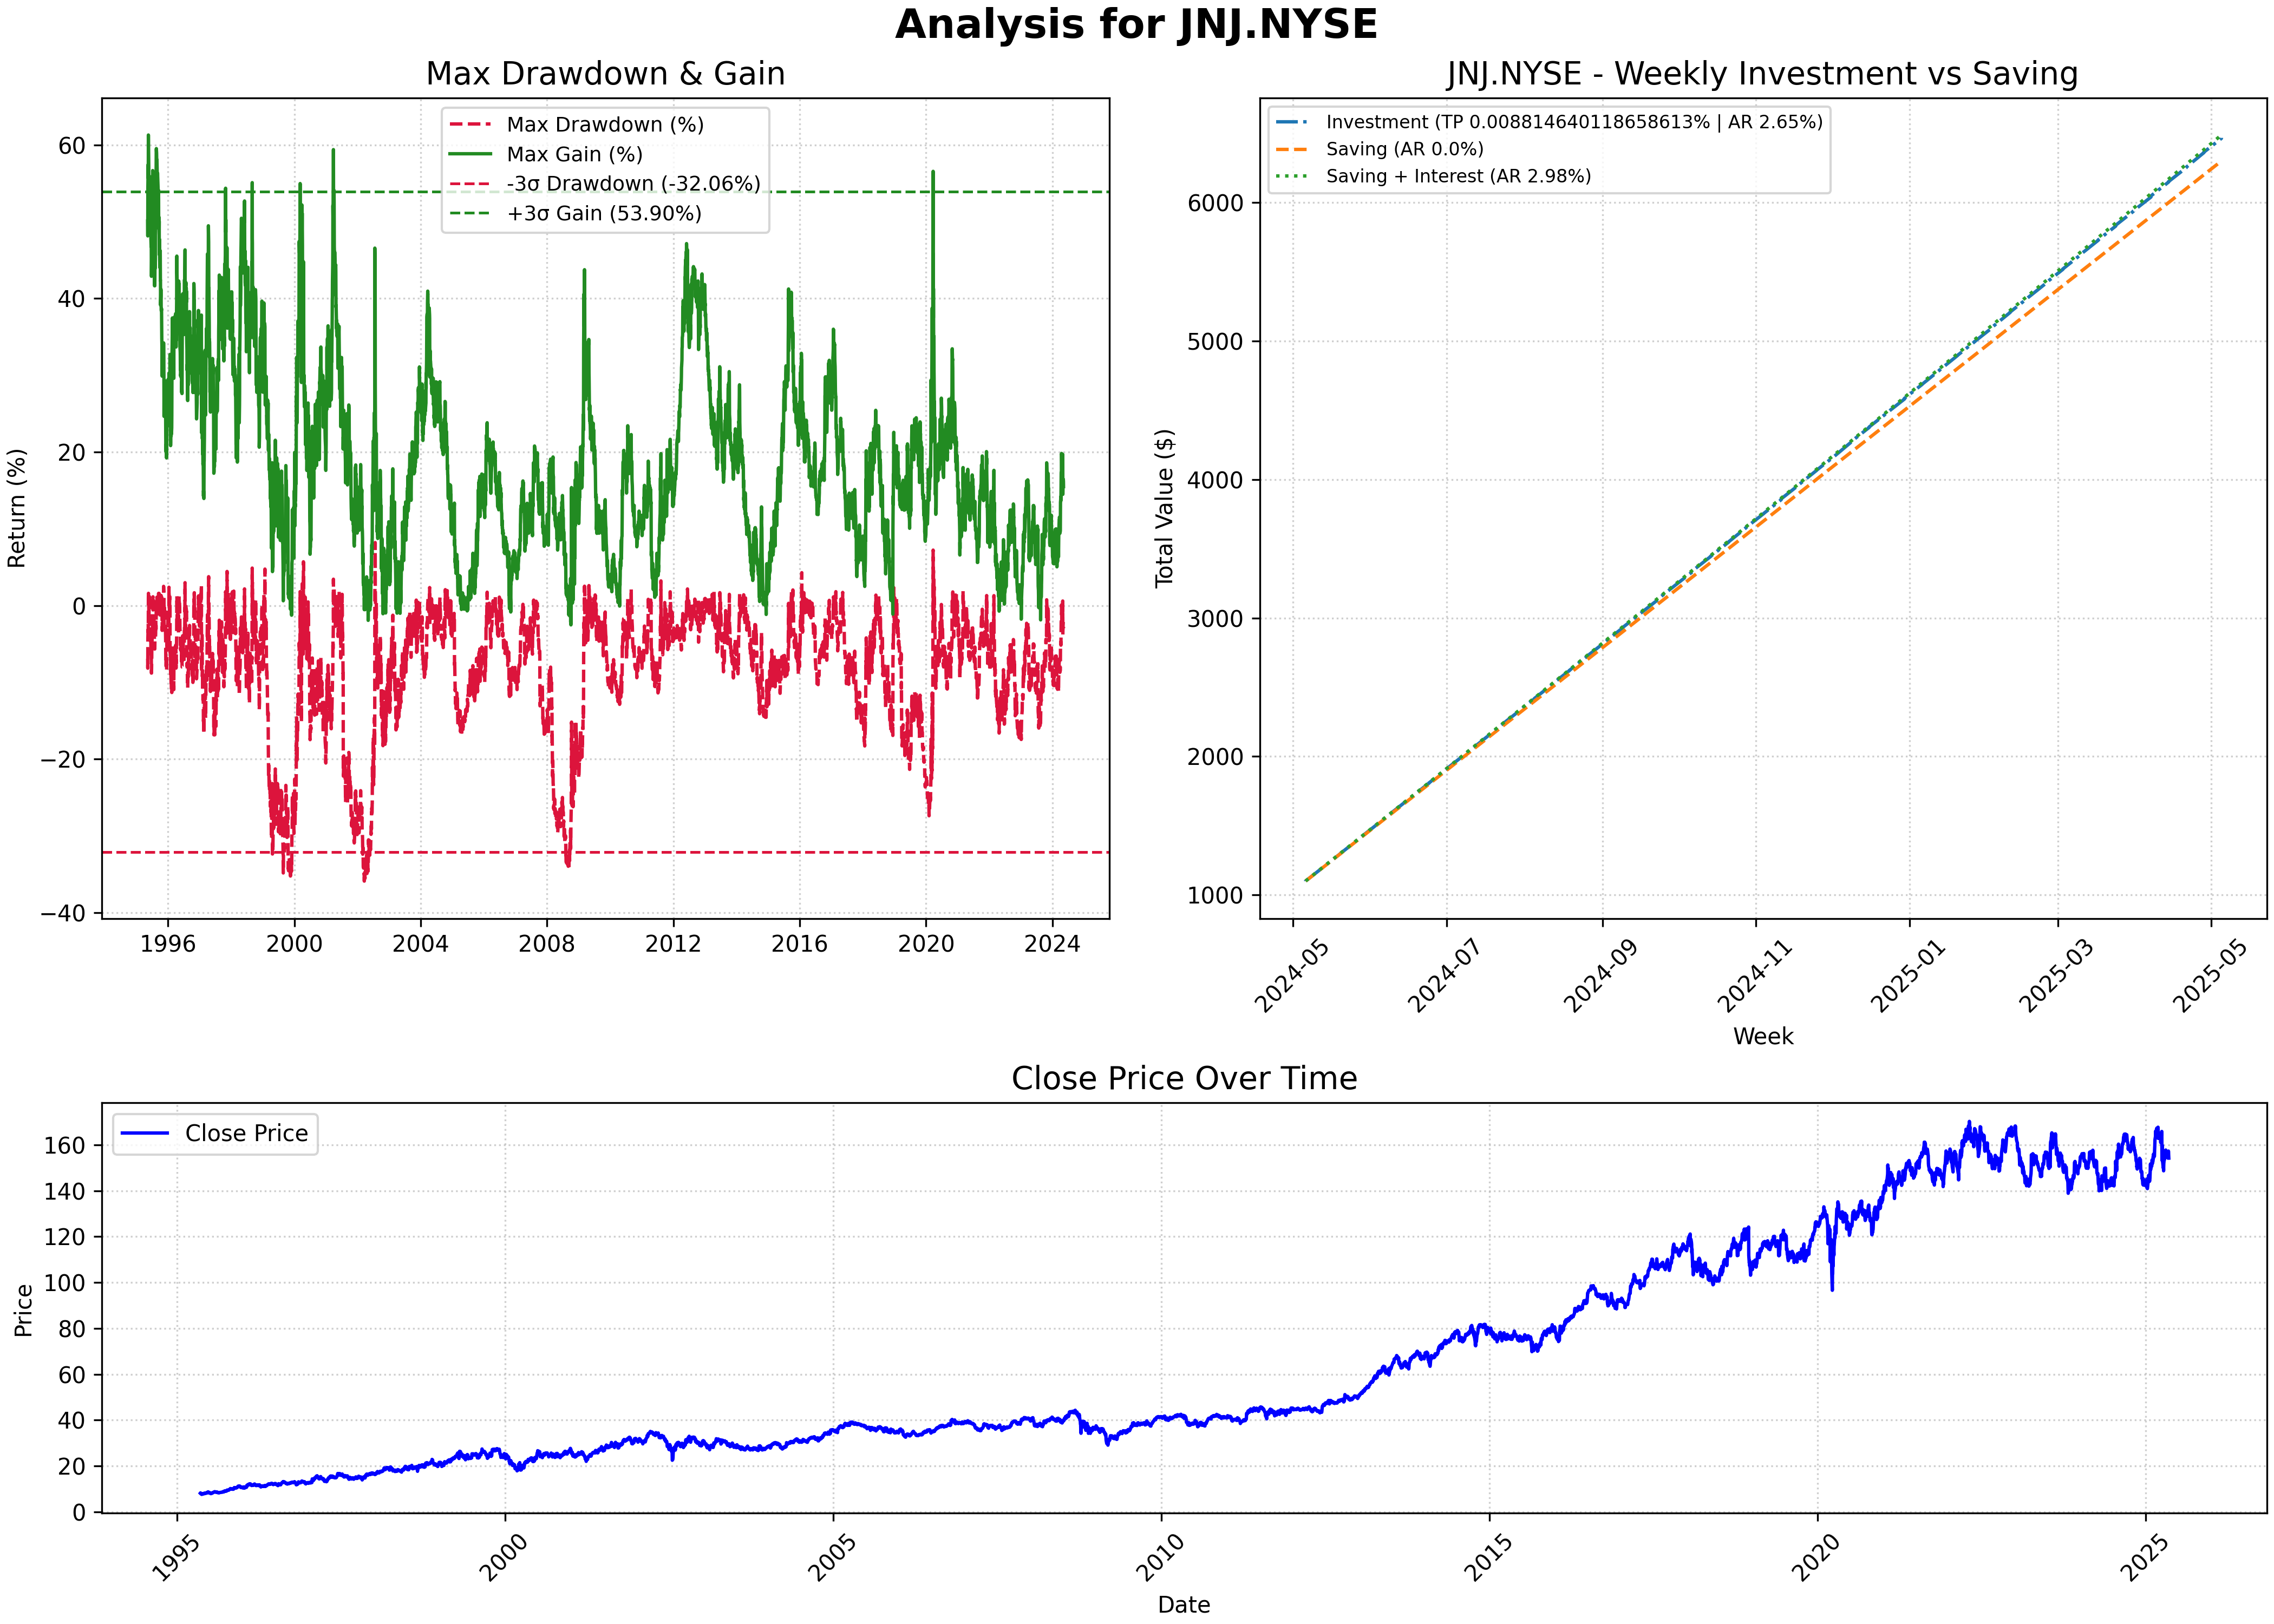 Analysis for JNJ.NYSE
Max Drawdown & Gain
Max Drawdown (%)
Max Gain (%)
-3σ Drawdown (-32.06%)
+3σ Gain (53.90%)
Return (%)
60
40
20
0
−20
−40
1996
2000
2004
2008
2012
2016
2020
2024
JNJ.NYSE - Weekly Investment vs Saving
Investment (TP 0.008814640118658613% | AR 2.65%)
Saving (AR 0.0%)
Saving + Interest (AR 2.98%)
Total Value ($)
6000
5000
4000
3000
2000
1000
2024-05
2024-07
2024-09
2024-11
2025-01
2025-03
2025-05
Week
Close Price Over Time
Close Price
Price
160
140
120
100
80
60
40
20
0
1995
2000
2005
2010
2015
2020
2025
Date